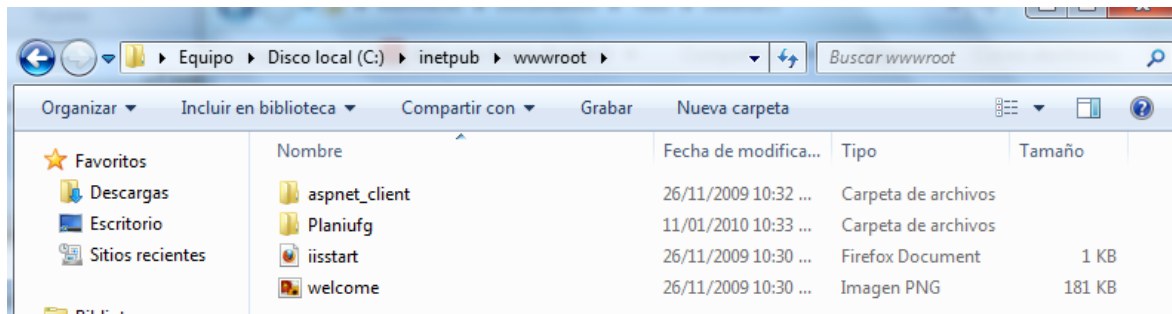 Equipo Disco local (C:) inetpub wwwroot Buscar wwwroot
Organizar Incluir en biblioteca Compartir con Grabar Nueva carpeta
Nombre Fecha de modifica... Tipo Tamaño
Favoritos
Descargas
Escritorio
Sitios recientes
aspnet_client 26/11/2009 10:32 ... Carpeta de archivos
Planiufg 11/01/2010 10:33 ... Carpeta de archivos
iisstart 26/11/2009 10:30 ... Firefox Document 1 KB
welcome 26/11/2009 10:30 ... Imagen PNG 181 KB